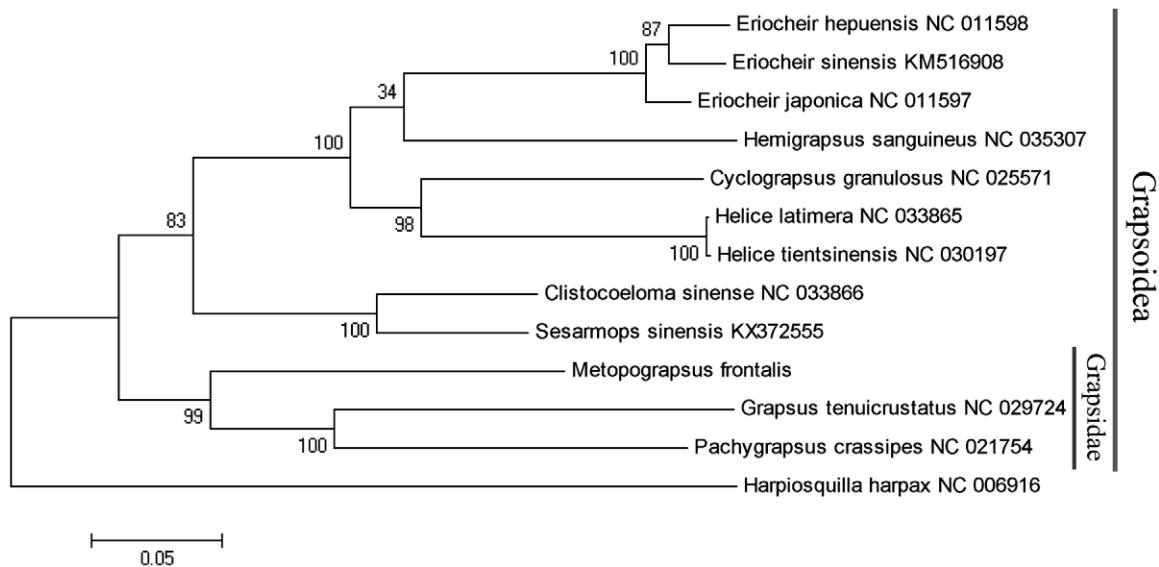 Eriocheir hepuensis NC 011598
87
Eriocheir sinensis KM516908
100
Eriocheir japonica NC 011597
34
Hemigrapsus sanguineus NC 035307
100
Cyclograpsus granulosus NC 025571
98
Helice latimera NC 033865
83
Helice tientsinensis NC 030197
100
Clistocoeloma sinense NC 033866
100
Sesarmops sinensis KX372555
Metopograpsus frontalis
99
Grapsus tenuicrustatus NC 029724
100
Pachygrapsus crassipes NC 021754
Harpiosquilla harpax NC 006916
Grapsidae
Grapsoidea
0.05